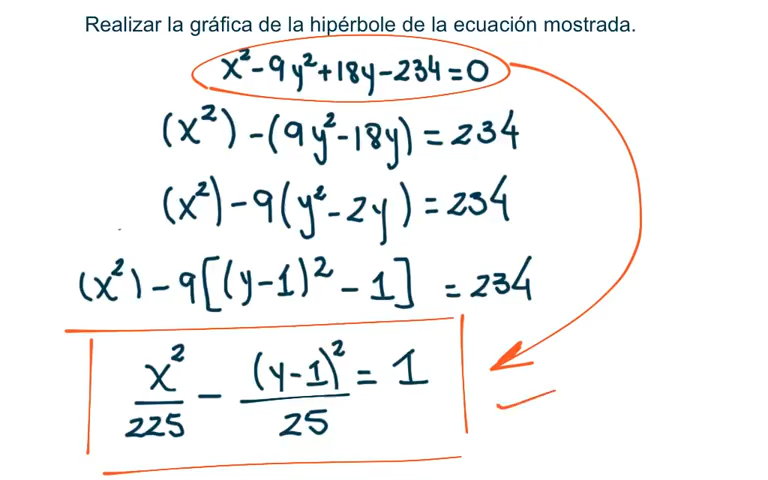 Realizar la gráfica de la hipérbole de la ecuación mostrada.
x² - 9y² + 18y - 234 = 0
(x²) - (9y² - 18y) = 234
(x²) - 9(y² - 2y) = 234
(x²) - 9[(y-1)² - 1] = 234
x²/225 - (y-1)²/25 = 1